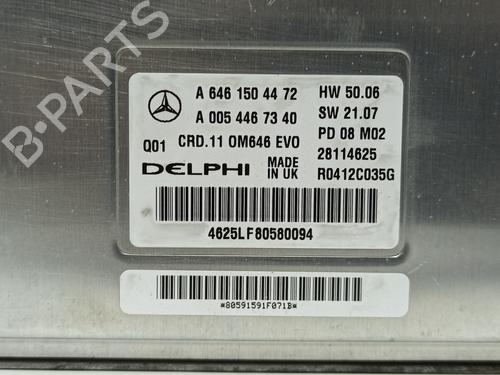 A 646 150 44 72 HW 50.06
A 005 446 73 40 SW 21.07
Q01 CRD.11 OM646 EVO PD 08 M02
DELPHI MADE IN UK 28114625
R0412C035G
4625LF80580094
*80591591F071B*
B-PARTS